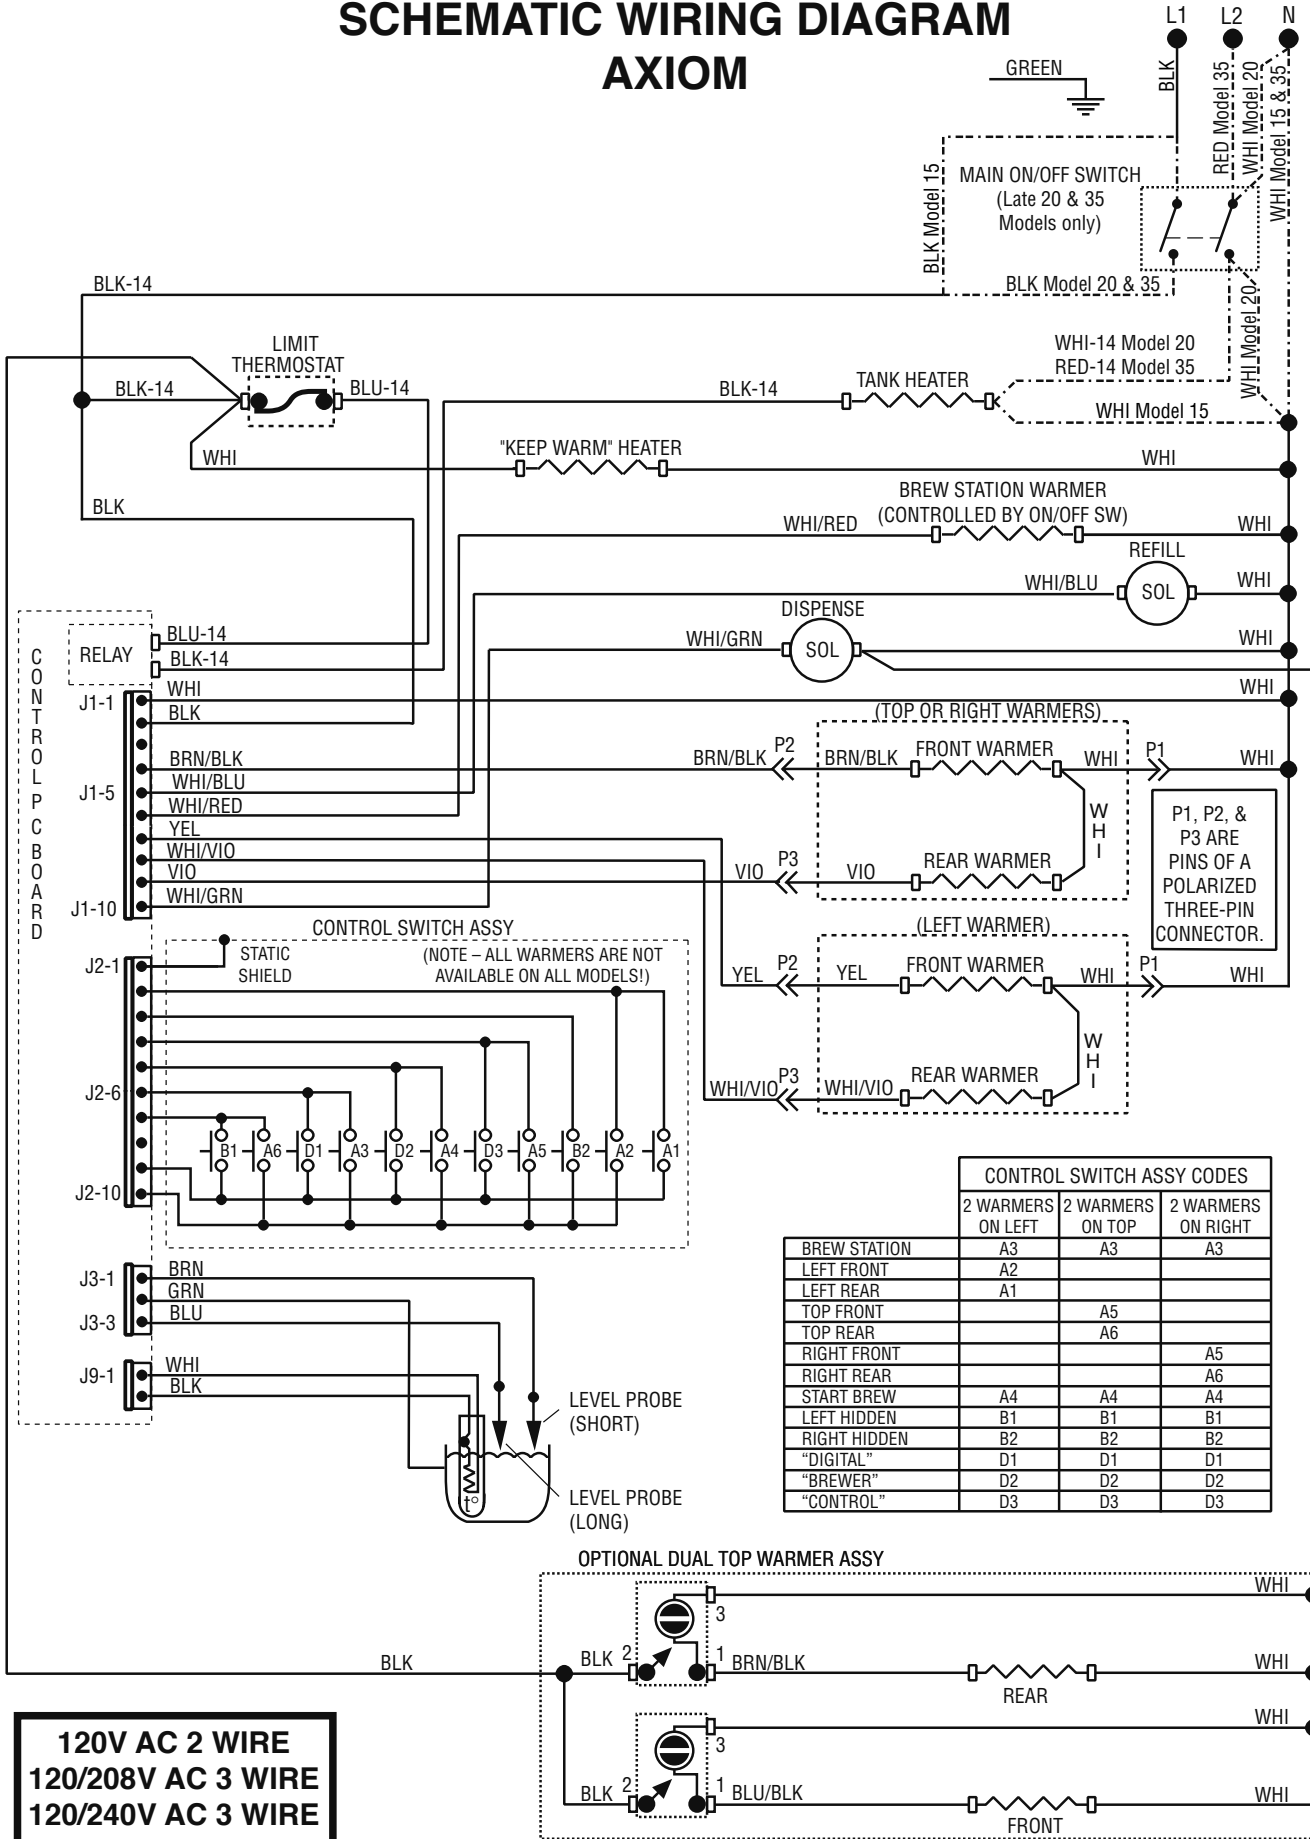 SCHEMATIC WIRING DIAGRAM
AXIOM
L1
L2
N
GREEN
BLK
RED Model 35
WHI Model 20
WHI Model 15 & 35
BLK Model 15
MAIN ON/OFF SWITCH
(Late 20 & 35
Models only)
BLK-14
BLK Model 20 & 35
WHI Model 20
LIMIT
THERMOSTAT
WHI-14 Model 20
RED-14 Model 35
BLK-14
BLU-14
BLK-14
TANK HEATER
WHI Model 15
WHI
"KEEP WARM" HEATER
WHI
BLK
BREW STATION WARMER
(CONTROLLED BY ON/OFF SW)
WHI/RED
WHI
REFILL
WHI/BLU
SOL
WHI
DISPENSE
WHI/GRN
SOL
WHI
CONTROL PC BOARD
RELAY
BLU-14
BLK-14
J1-1
WHI
WHI
BLK
(TOP OR RIGHT WARMERS)
BRN/BLK
BRN/BLK
P2
BRN/BLK
FRONT WARMER
WHI
P1
WHI
J1-5
WHI/BLU
WHI/RED
YEL
WHI/VIO
VIO
VIO
P3
VIO
REAR WARMER
WHI
J1-10
WHI/GRN
P1, P2, &
P3 ARE
PINS OF A
POLARIZED
THREE-PIN
CONNECTOR.
CONTROL SWITCH ASSY
(LEFT WARMER)
J2-1
STATIC
SHIELD
(NOTE – ALL WARMERS ARE NOT
AVAILABLE ON ALL MODELS!)
YEL
P2
YEL
FRONT WARMER
WHI
P1
WHI
J2-6
WHI/VIO
P3
WHI/VIO
REAR WARMER
WHI
B1 A6 D1 A3 D2 A4 D3 A5 B2 A2 A1
J2-10
CONTROL SWITCH ASSY CODES
2 WARMERS ON LEFT 2 WARMERS ON TOP 2 WARMERS ON RIGHT
BREW STATION A3 A3 A3
LEFT FRONT A2
LEFT REAR A1
TOP FRONT A5
TOP REAR A6
RIGHT FRONT A5
RIGHT REAR A6
START BREW A4 A4 A4
LEFT HIDDEN B1 B1 B1
RIGHT HIDDEN B2 B2 B2
“DIGITAL” D1 D1 D1
“BREWER” D2 D2 D2
“CONTROL” D3 D3 D3
J3-1
BRN
GRN
J3-3
BLU
J9-1
WHI
BLK
LEVEL PROBE
(SHORT)
t°
LEVEL PROBE
(LONG)
OPTIONAL DUAL TOP WARMER ASSY
3
WHI
BLK
BLK
2
1
BRN/BLK
REAR
WHI
3
WHI
BLK
2
1
BLU/BLK
FRONT
WHI
120V AC 2 WIRE
120/208V AC 3 WIRE
120/240V AC 3 WIRE